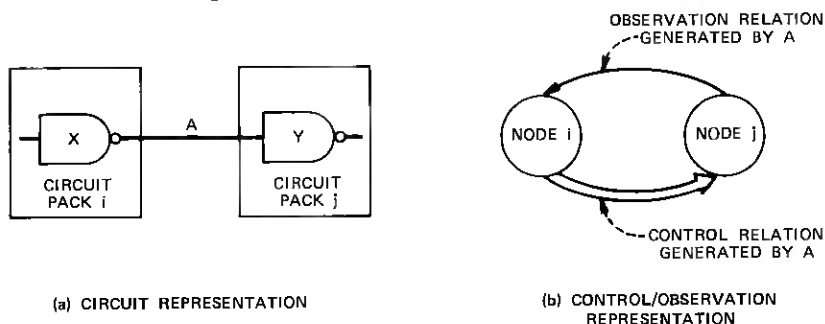 X
A
Y
CIRCUIT
PACK i
CIRCUIT
PACK j
(a) CIRCUIT REPRESENTATION
OBSERVATION RELATION
GENERATED BY A
NODE i
NODE j
CONTROL RELATION
GENERATED BY A
(b) CONTROL/OBSERVATION
REPRESENTATION